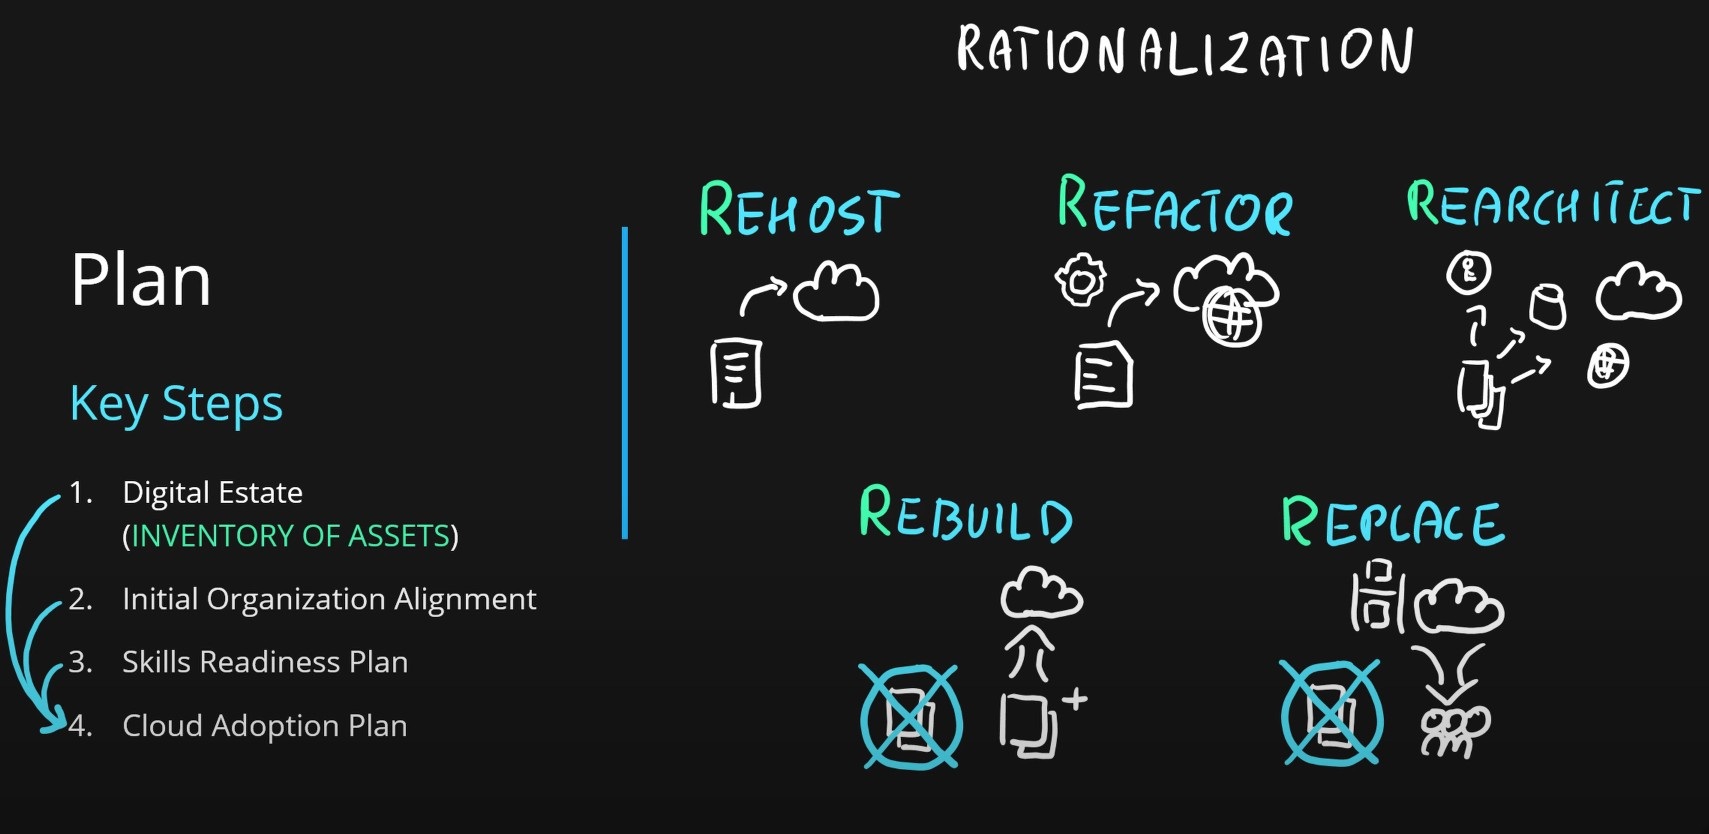 Plan
Key Steps
1. Digital Estate
(INVENTORY OF ASSETS)
2. Initial Organization Alignment
3. Skills Readiness Plan
4. Cloud Adoption Plan
RATIONALIZATION
REHOST
REFACTOR
REARCHITECT
REBUILD
REPLACE